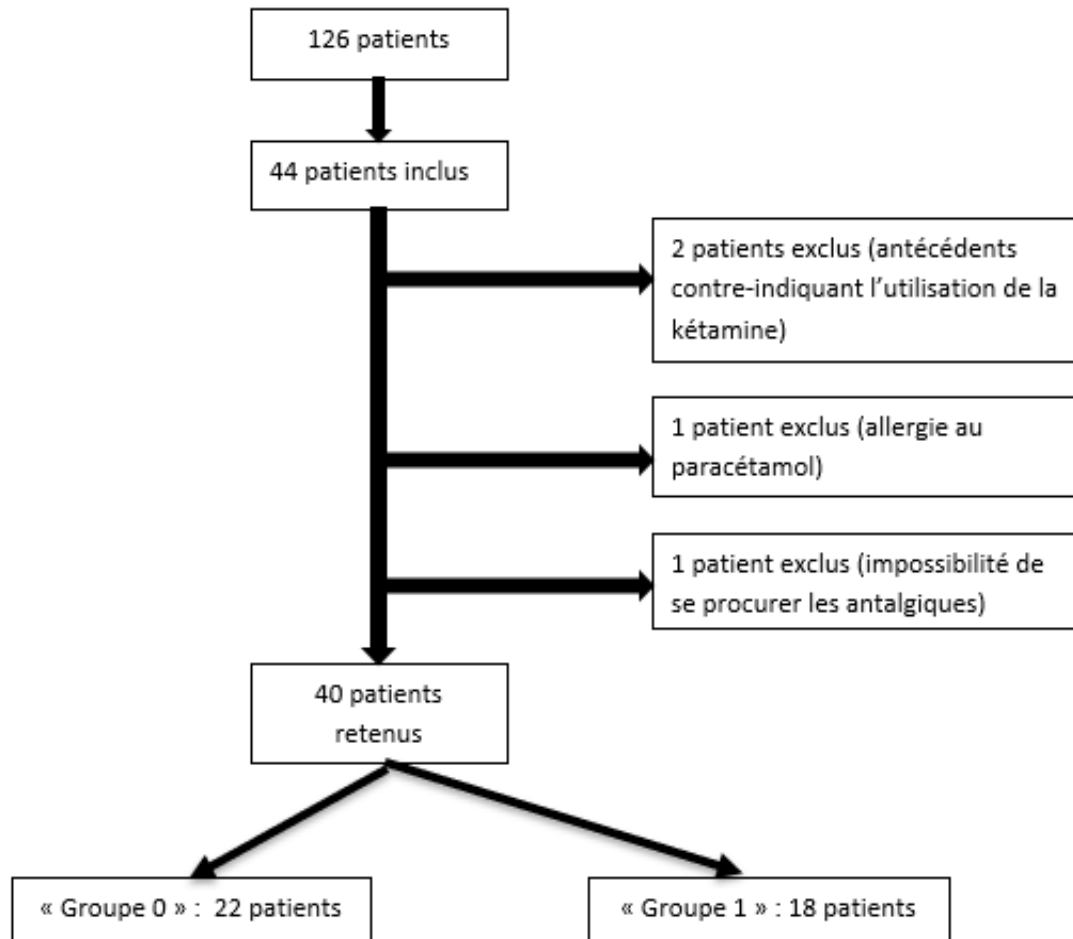 126 patients
44 patients inclus
2 patients exclus (antécédents
contre-indiquant l’utilisation de la
kétamine)
1 patient exclus (allergie au
paracétamol)
1 patient exclus (impossibilité de
se procurer les antalgiques)
40 patients
retenus
« Groupe 0 » : 22 patients
« Groupe 1 » : 18 patients